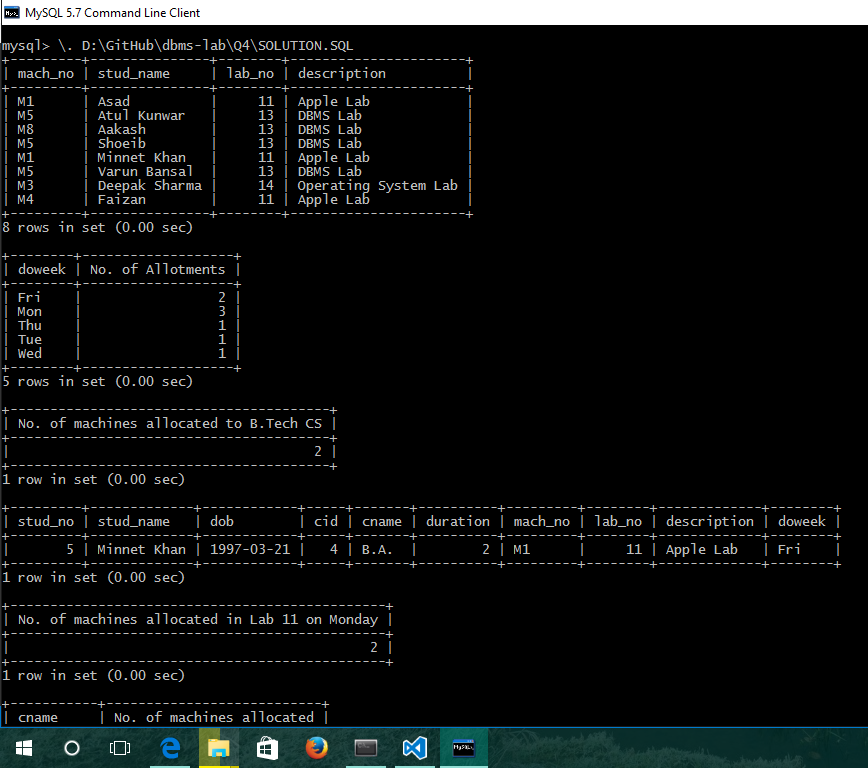 MySQL 5.7 Command Line Client
mysql> \. D:\GitHub\dbms-lab\Q4\SOLUTION.SQL
+---------+---------------+--------+----------------------+
| mach_no | stud_name     | lab_no | description          |
+---------+---------------+--------+----------------------+
| M1      | Asad          |     11 | Apple Lab            |
| M5      | Atul Kunwar   |     13 | DBMS Lab             |
| M8      | Aakash        |     13 | DBMS Lab             |
| M5      | Shoeib        |     13 | DBMS Lab             |
| M1      | Minnet Khan   |     11 | Apple Lab            |
| M5      | Varun Bansal  |     13 | DBMS Lab             |
| M3      | Deepak Sharma |     14 | Operating System Lab |
| M4      | Faizan        |     11 | Apple Lab            |
+---------+---------------+--------+----------------------+
8 rows in set (0.00 sec)
+--------+-------------------+
| doweek | No. of Allotments |
+--------+-------------------+
| Fri    |                 2 |
| Mon    |                 3 |
| Thu    |                 1 |
| Tue    |                 1 |
| Wed    |                 1 |
+--------+-------------------+
5 rows in set (0.00 sec)
+----------------------------------------+
| No. of machines allocated to B.Tech CS |
+----------------------------------------+
|                                      2 |
+----------------------------------------+
1 row in set (0.00 sec)
+---------+-------------+------------+-----+-------+----------+---------+--------+-------------+--------+
| stud_no | stud_name   | dob        | cid | cname | duration | mach_no | lab_no | description | doweek |
+---------+-------------+------------+-----+-------+----------+---------+--------+-------------+--------+
|       5 | Minnet Khan | 1997-03-21 |   4 | B.A.  |        2 | M1      |     11 | Apple Lab   | Fri    |
+---------+-------------+------------+-----+-------+----------+---------+--------+-------------+--------+
1 row in set (0.00 sec)
+-----------------------------------------------+
| No. of machines allocated in Lab 11 on Monday |
+-----------------------------------------------+
|                                             2 |
+-----------------------------------------------+
1 row in set (0.00 sec)
+-----------+---------------------------+
| cname     | No. of machines allocated |